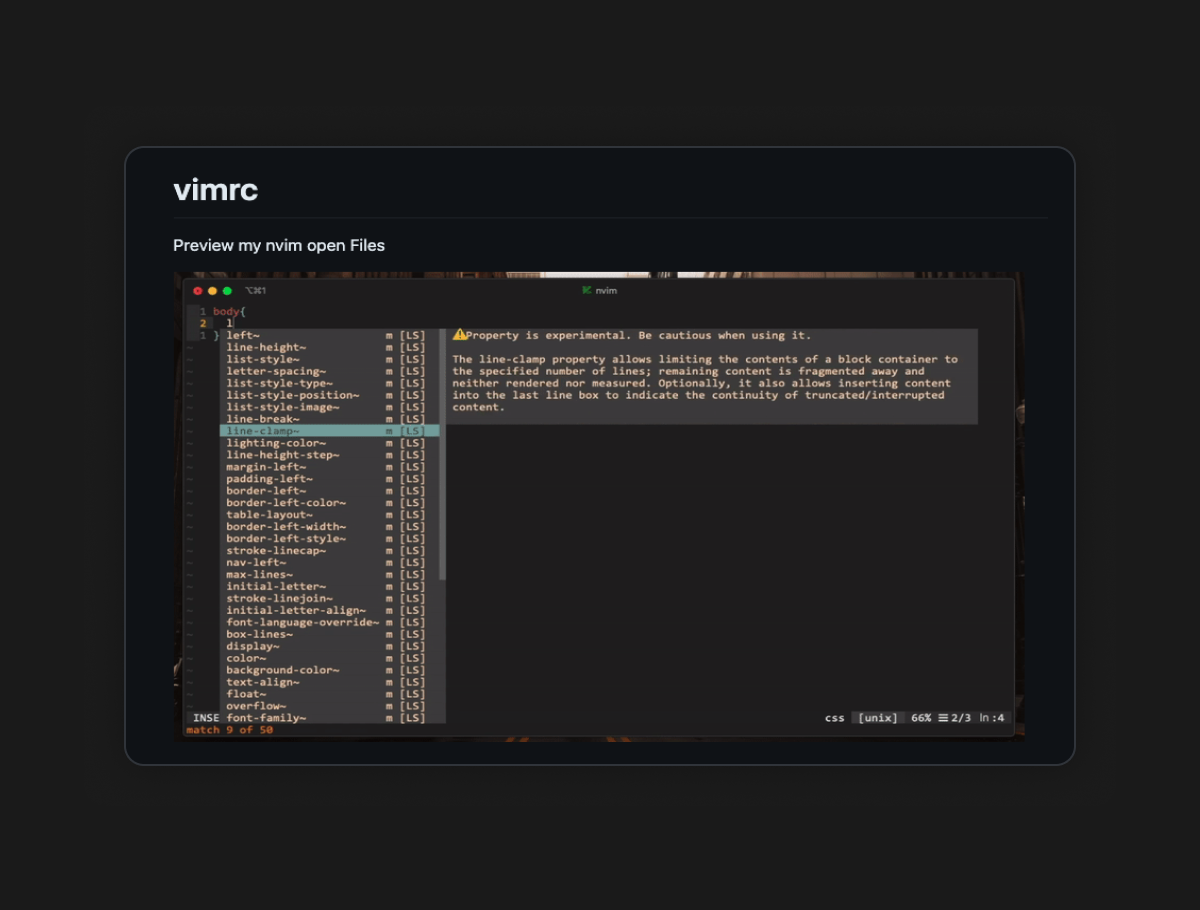 vimrc
Preview my nvim open Files
⌥⌘1 nvim
1 body{
2 l
1 }
left~ m [LS]
line-height~ m [LS]
list-style~ m [LS]
letter-spacing~ m [LS]
list-style-type~ m [LS]
list-style-position~ m [LS]
list-style-image~ m [LS]
line-break~ m [LS]
line-clamp~ m [LS]
lighting-color~ m [LS]
line-height-step~ m [LS]
margin-left~ m [LS]
padding-left~ m [LS]
border-left~ m [LS]
border-left-color~ m [LS]
table-layout~ m [LS]
border-left-width~ m [LS]
border-left-style~ m [LS]
stroke-linecap~ m [LS]
nav-left~ m [LS]
max-lines~ m [LS]
initial-letter~ m [LS]
stroke-linejoin~ m [LS]
initial-letter-align~ m [LS]
font-language-override~ m [LS]
box-lines~ m [LS]
display~ m [LS]
color~ m [LS]
background-color~ m [LS]
text-align~ m [LS]
float~ m [LS]
overflow~ m [LS]
font-family~ m [LS]
⚠️Property is experimental. Be cautious when using it.
The line-clamp property allows limiting the contents of a block container to
the specified number of lines; remaining content is fragmented away and
neither rendered nor measured. Optionally, it also allows inserting content
into the last line box to indicate the continuity of truncated/interrupted
content.
INSE css [unix] 66% ☰ 2/3 ln :4
match 9 of 50